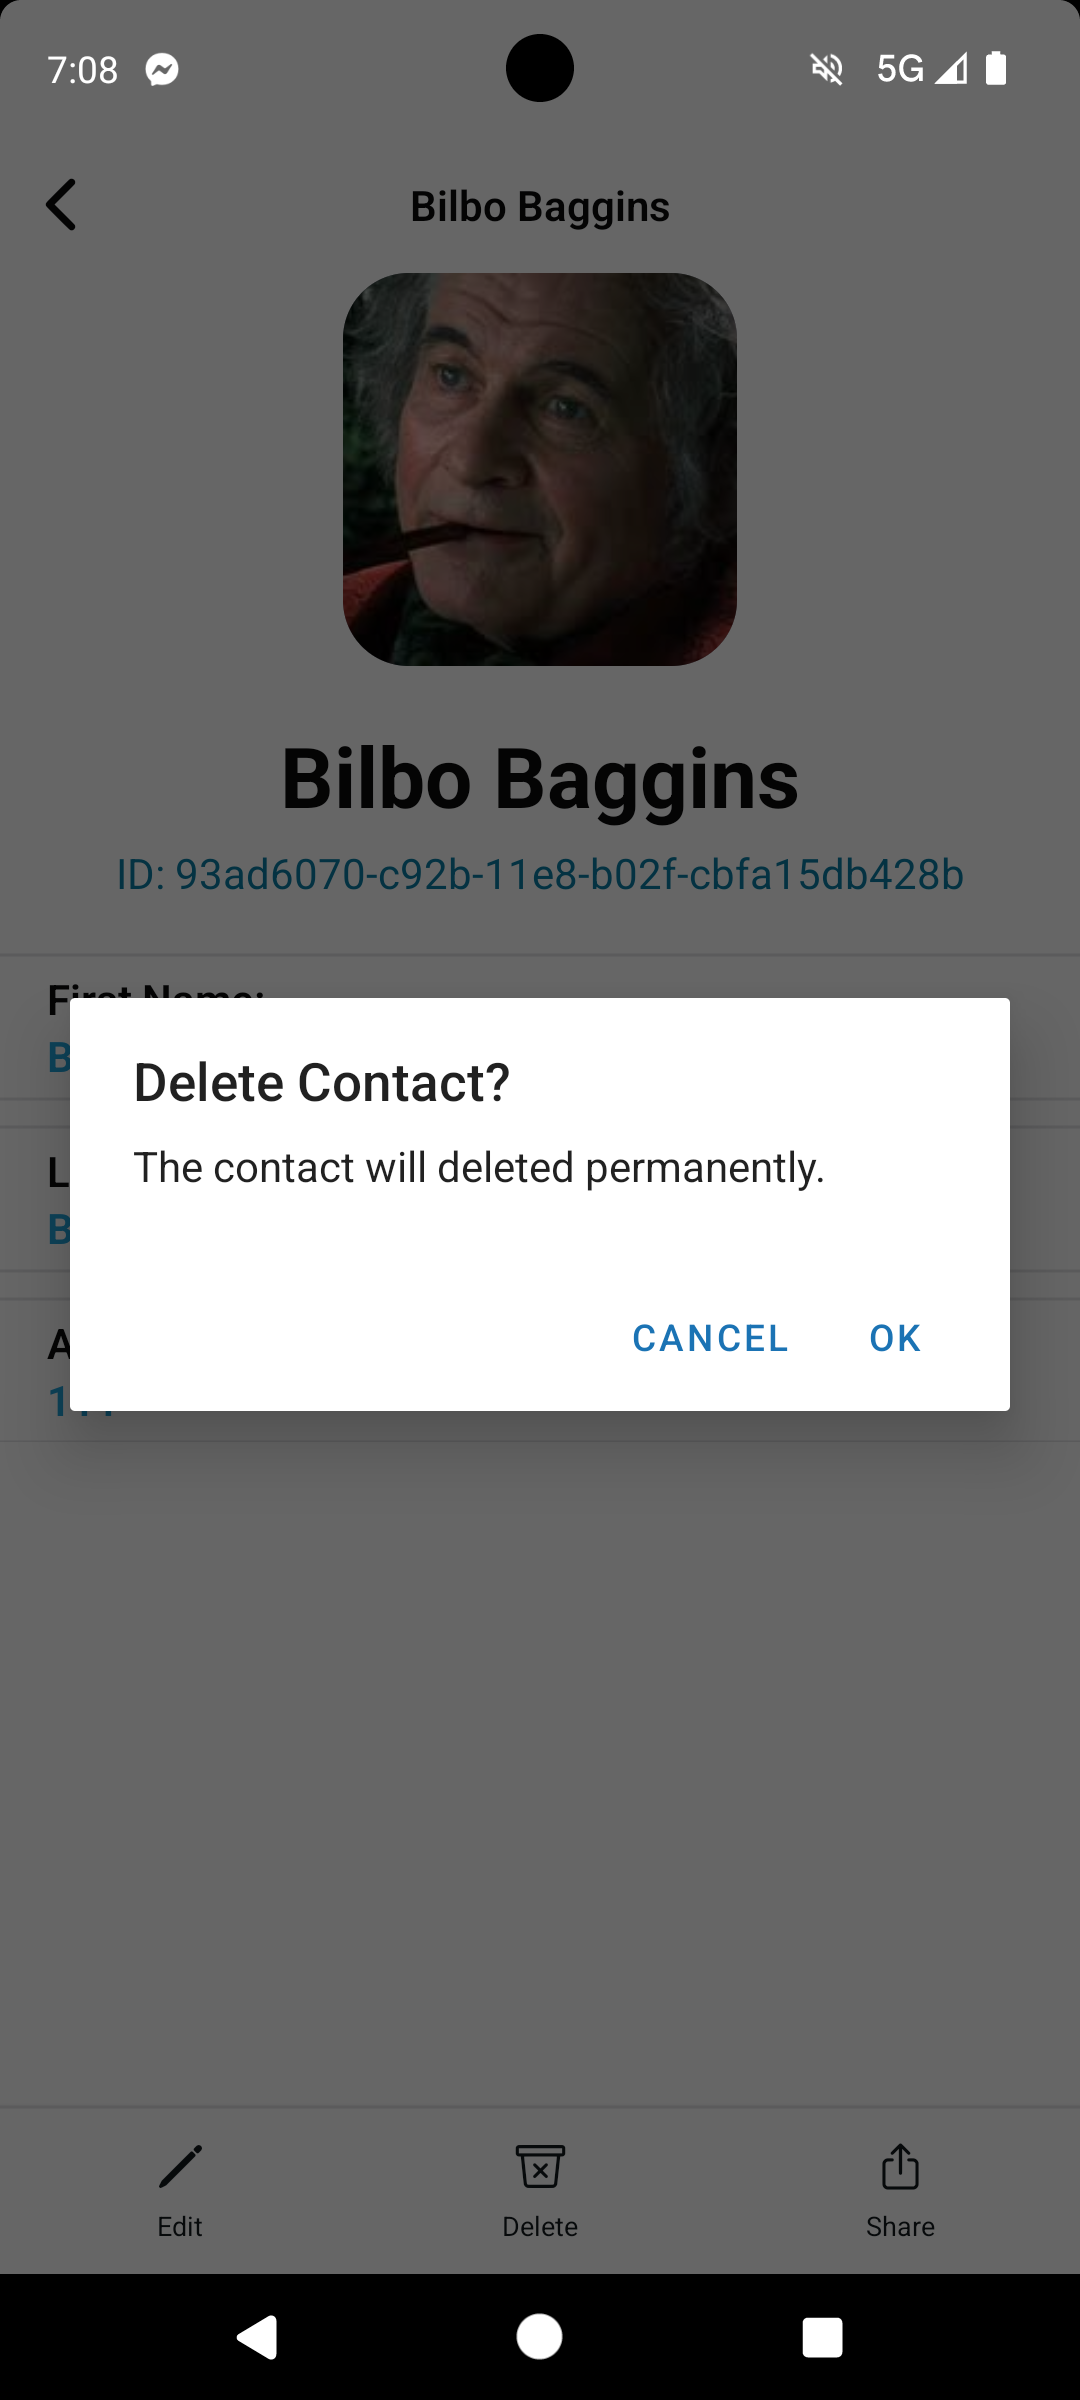 7:08
5G
Bilbo Baggins
Bilbo Baggins
ID: 93ad6070-c92b-11e8-b02f-cbfa15db428b
First Name:
Delete Contact?
The contact will deleted permanently.
CANCEL OK
Edit Delete Share